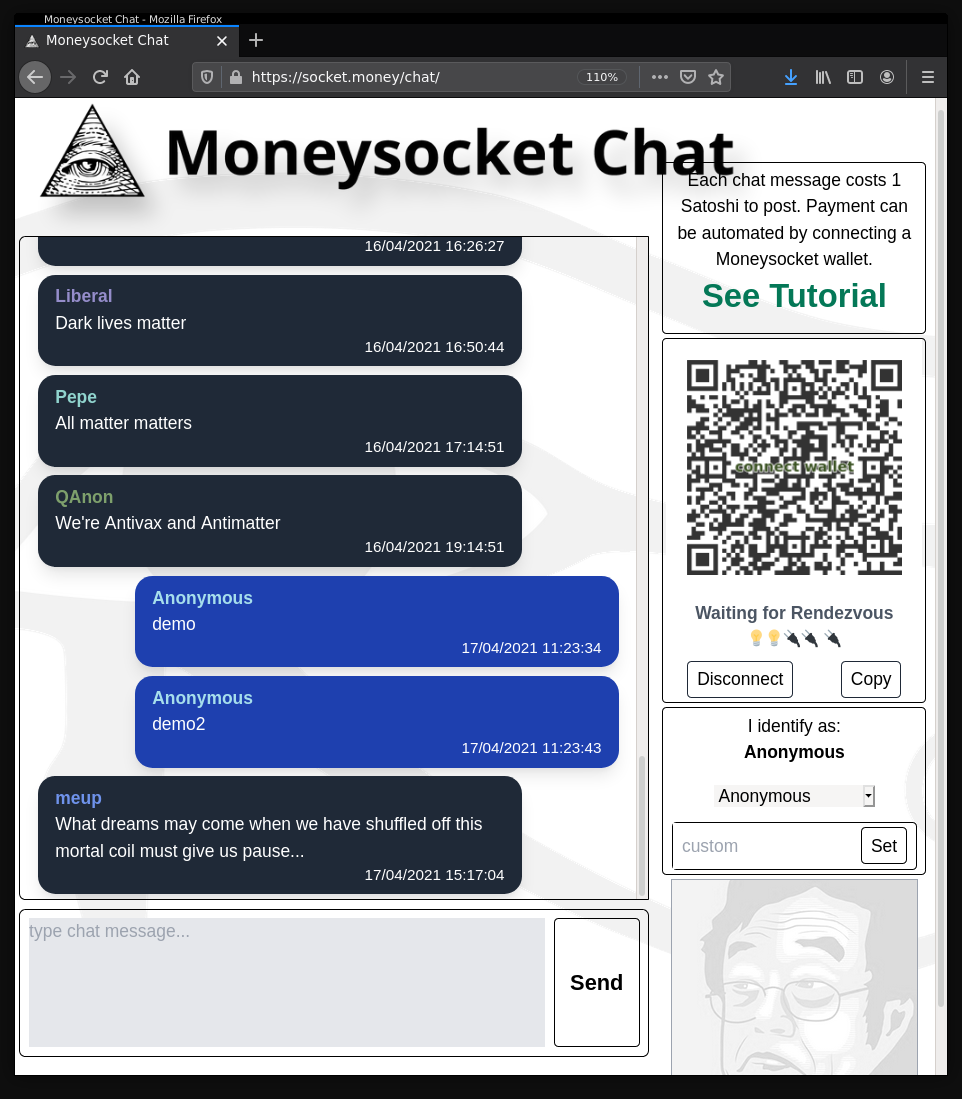 Moneysocket Chat - Mozilla Firefox
Moneysocket Chat
https://socket.money/chat/
110%
Moneysocket Chat
16/04/2021 16:26:27
Liberal
Dark lives matter
16/04/2021 16:50:44
Pepe
All matter matters
16/04/2021 17:14:51
QAnon
We're Antivax and Antimatter
16/04/2021 19:14:51
Anonymous
demo
17/04/2021 11:23:34
Anonymous
demo2
17/04/2021 11:23:43
meup
What dreams may come when we have shuffled off this
mortal coil must give us pause...
17/04/2021 15:17:04
type chat message...
Send
Each chat message costs 1
Satoshi to post. Payment can
be automated by connecting a
Moneysocket wallet.
See Tutorial
connect wallet
Waiting for Rendezvous
Disconnect
Copy
I identify as:
Anonymous
Anonymous
custom
Set